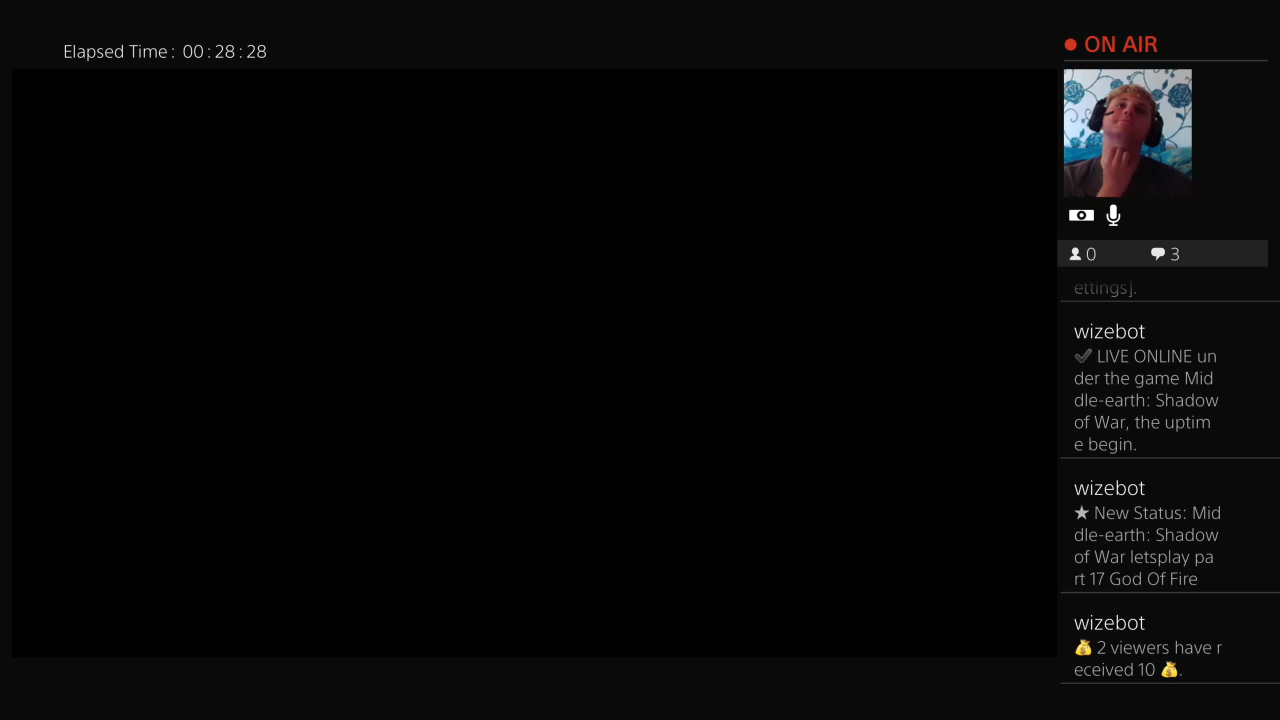 Elapsed Time: 00:28:28
ON AIR
0 3
ettings].
wizebot
✔ LIVE ONLINE un
der the game Mid
dle-earth: Shadow
of War, the uptim
e begin.
wizebot
★ New Status: Mid
dle-earth: Shadow
of War letsplay pa
rt 17 God Of Fire
wizebot
💰 2 viewers have r
eceived 10 💰.